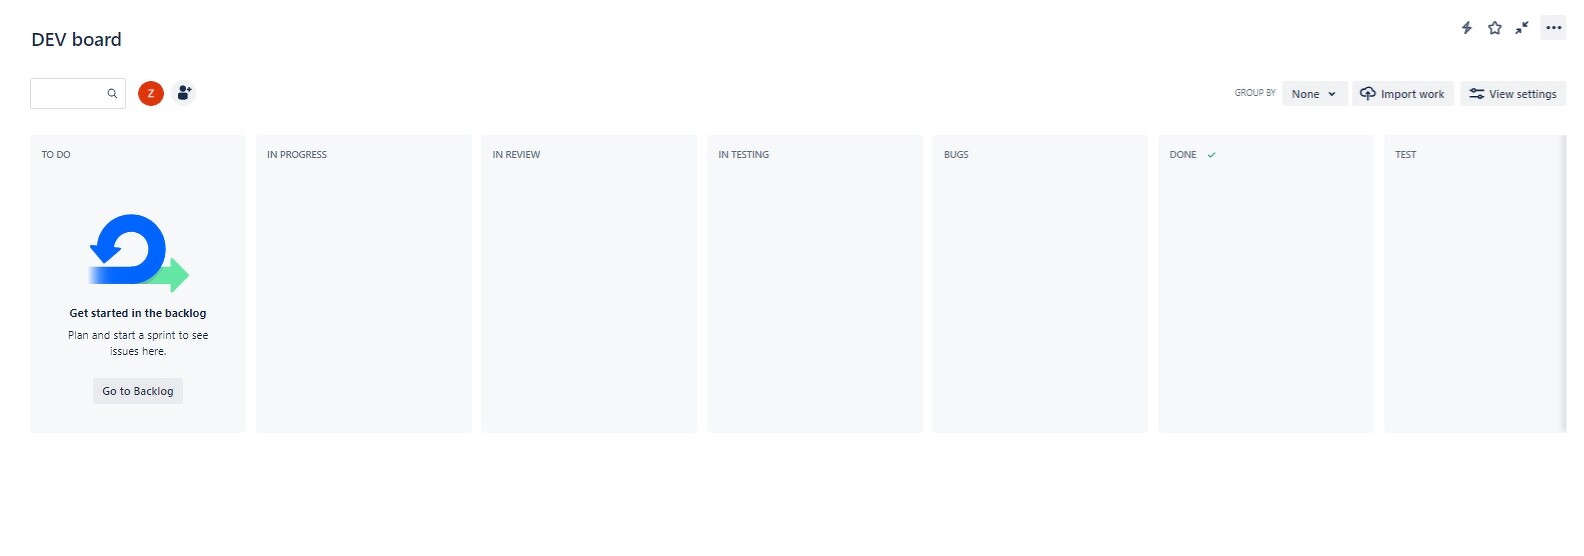 DEV board
Z
GROUP BY
None
Import work
View settings
TO DO
IN PROGRESS
IN REVIEW
IN TESTING
BUGS
DONE
TEST
Get started in the backlog
Plan and start a sprint to see
issues here.
Go to Backlog